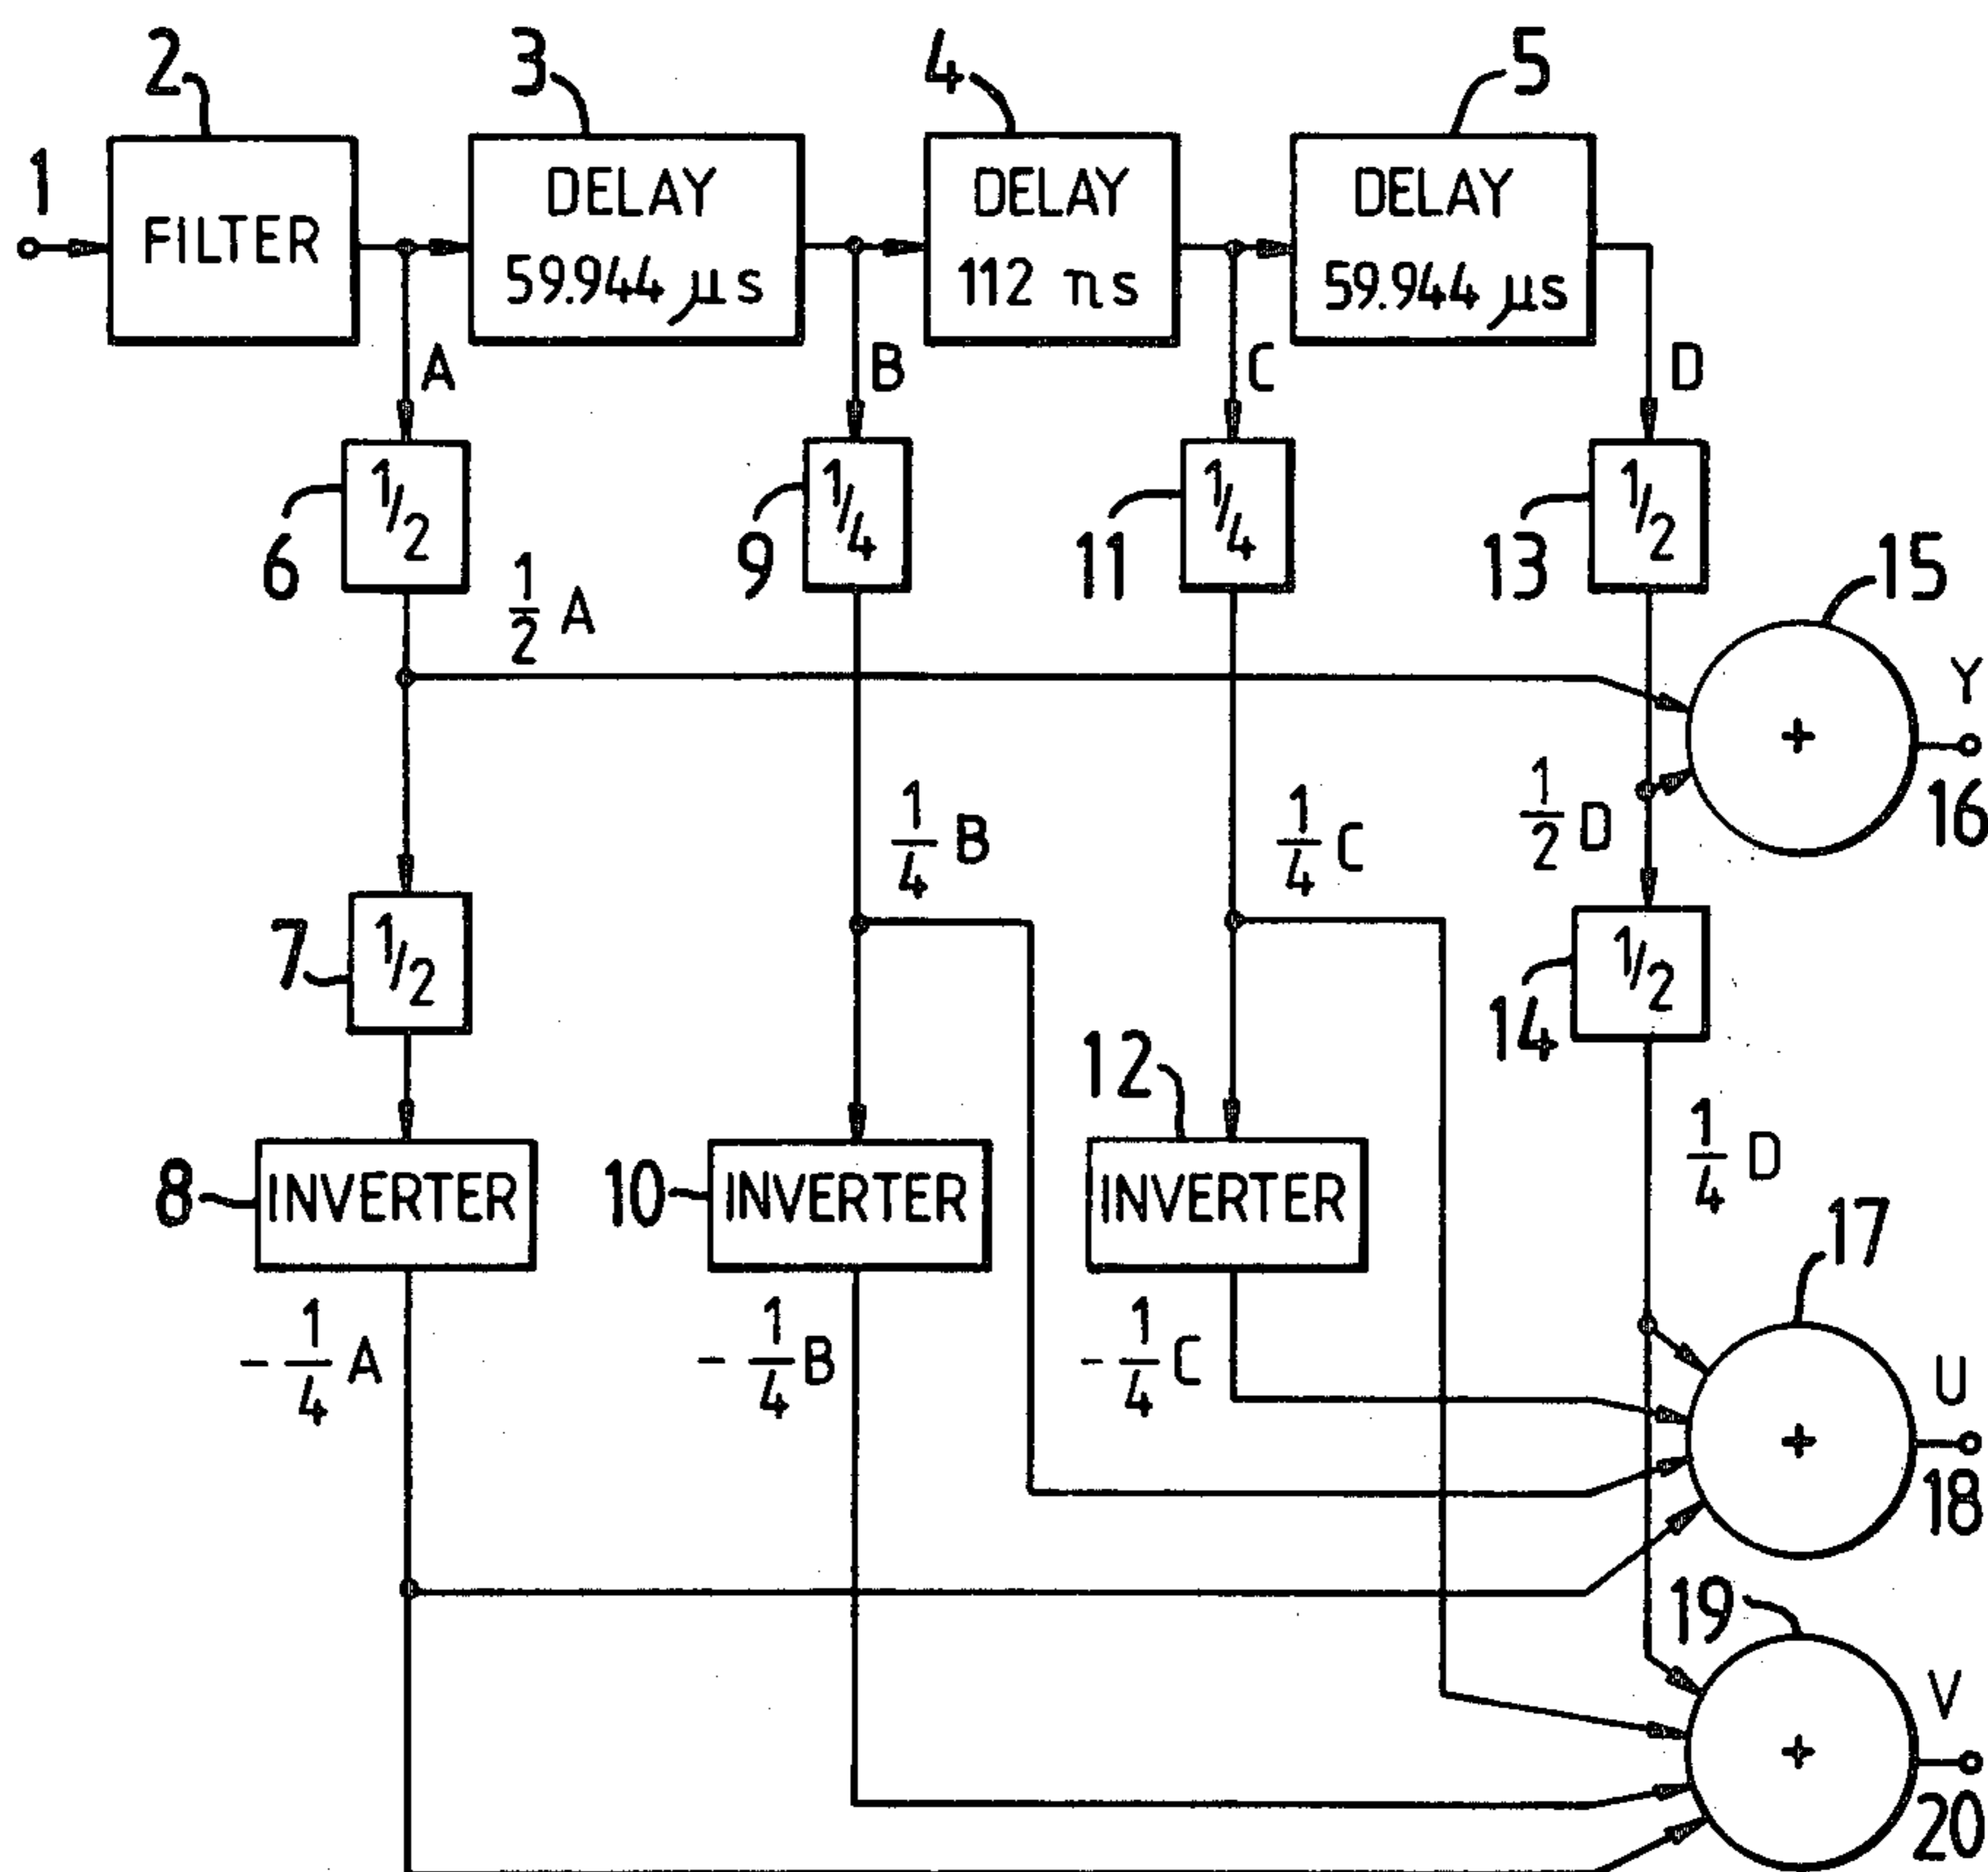 2 3 4 5
1
FILTER
DELAY
59.944 µs
DELAY
112 ns
DELAY
59.944 µs
A B C D
6 1/2
9 1/4
11 1/4
13 1/2
15
1/2 A
Y
16
1/4 B
1/4 C
1/2 D
7 1/2
14 1/2
12
8 INVERTER
10 INVERTER
INVERTER
1/4 D
17
- 1/4 A
- 1/4 B
- 1/4 C
+
+
+
U
18
19
V
20